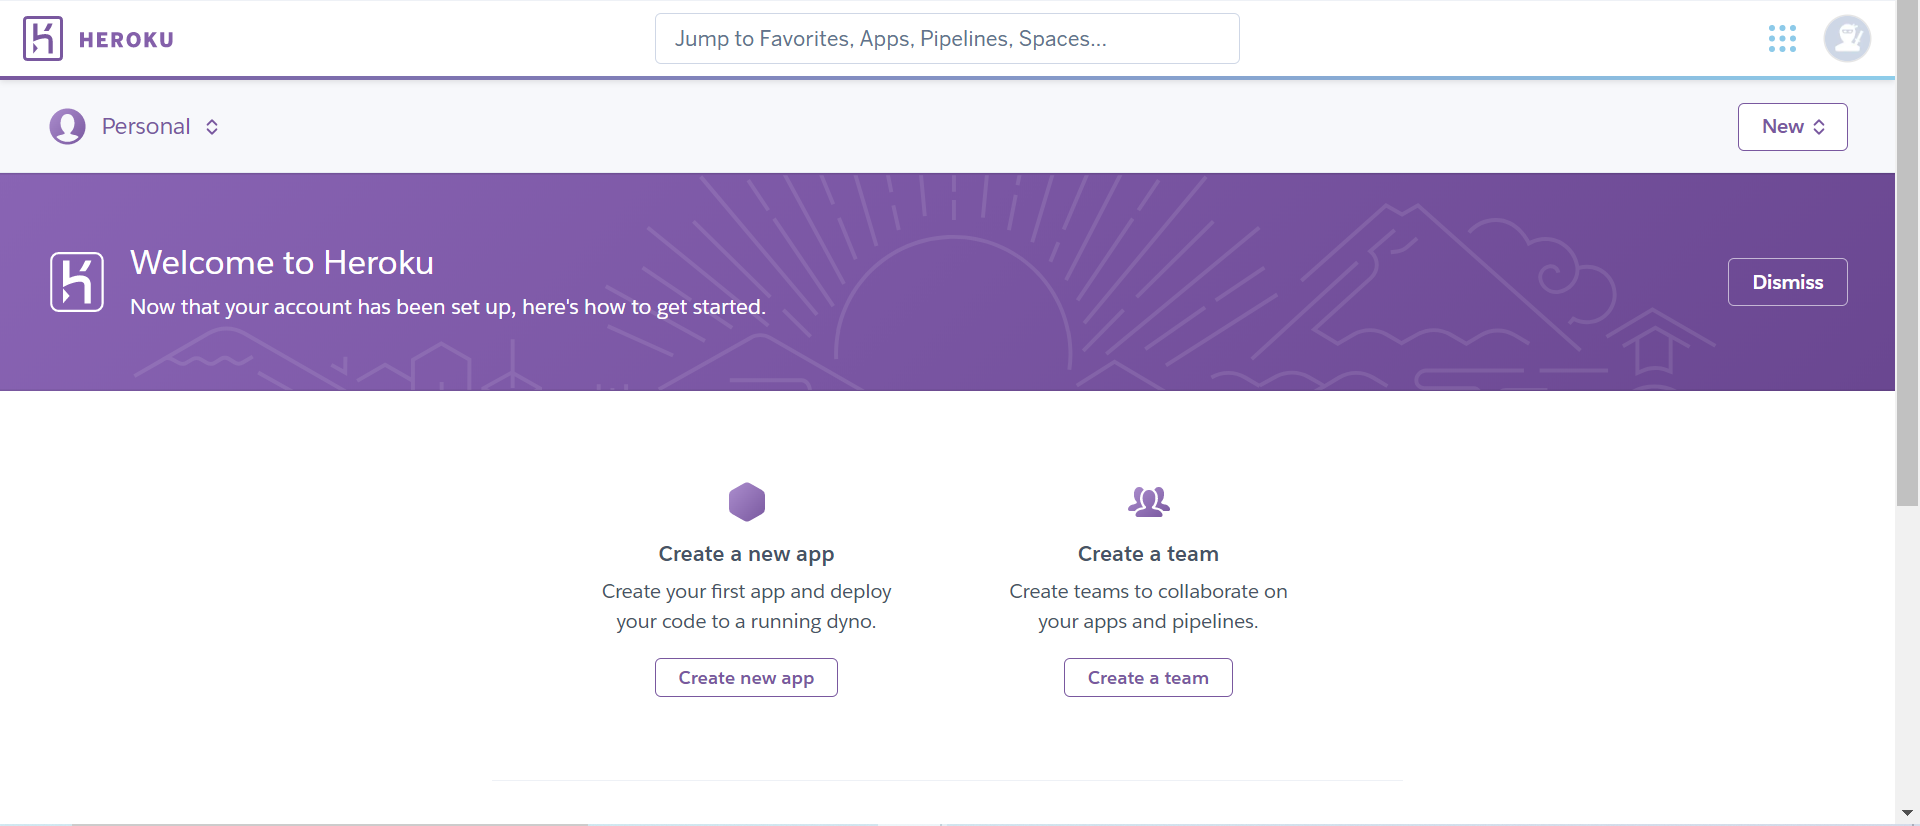 HEROKU
Jump to Favorites, Apps, Pipelines, Spaces...
Personal
New
Welcome to Heroku
Now that your account has been set up, here's how to get started.
Dismiss
Create a new app
Create your first app and deploy
your code to a running dyno.
Create new app
Create a team
Create teams to collaborate on
your apps and pipelines.
Create a team